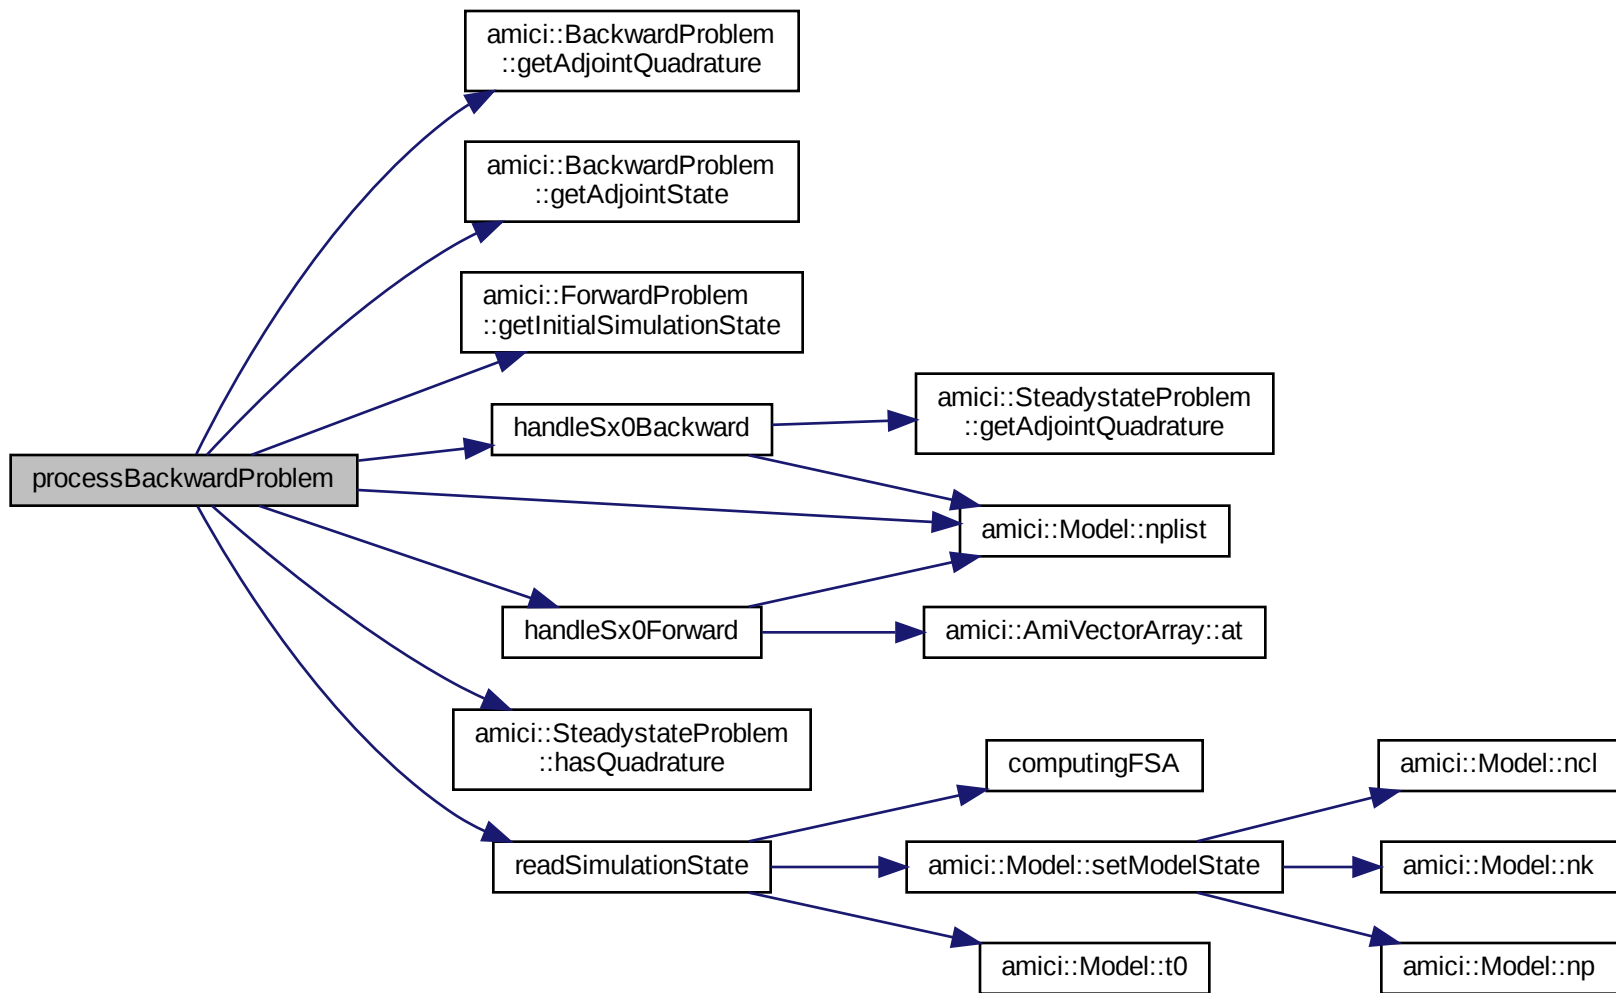 amici::BackwardProblem
::getAdjointQuadrature
amici::BackwardProblem
::getAdjointState
amici::ForwardProblem
::getInitialSimulationState
handleSx0Backward
amici::SteadystateProblem
::getAdjointQuadrature
processBackwardProblem
amici::Model::nplist
handleSx0Forward
amici::AmiVectorArray::at
amici::SteadystateProblem
::hasQuadrature
computingFSA
amici::Model::ncl
readSimulationState
amici::Model::setModelState
amici::Model::nk
amici::Model::t0
amici::Model::np